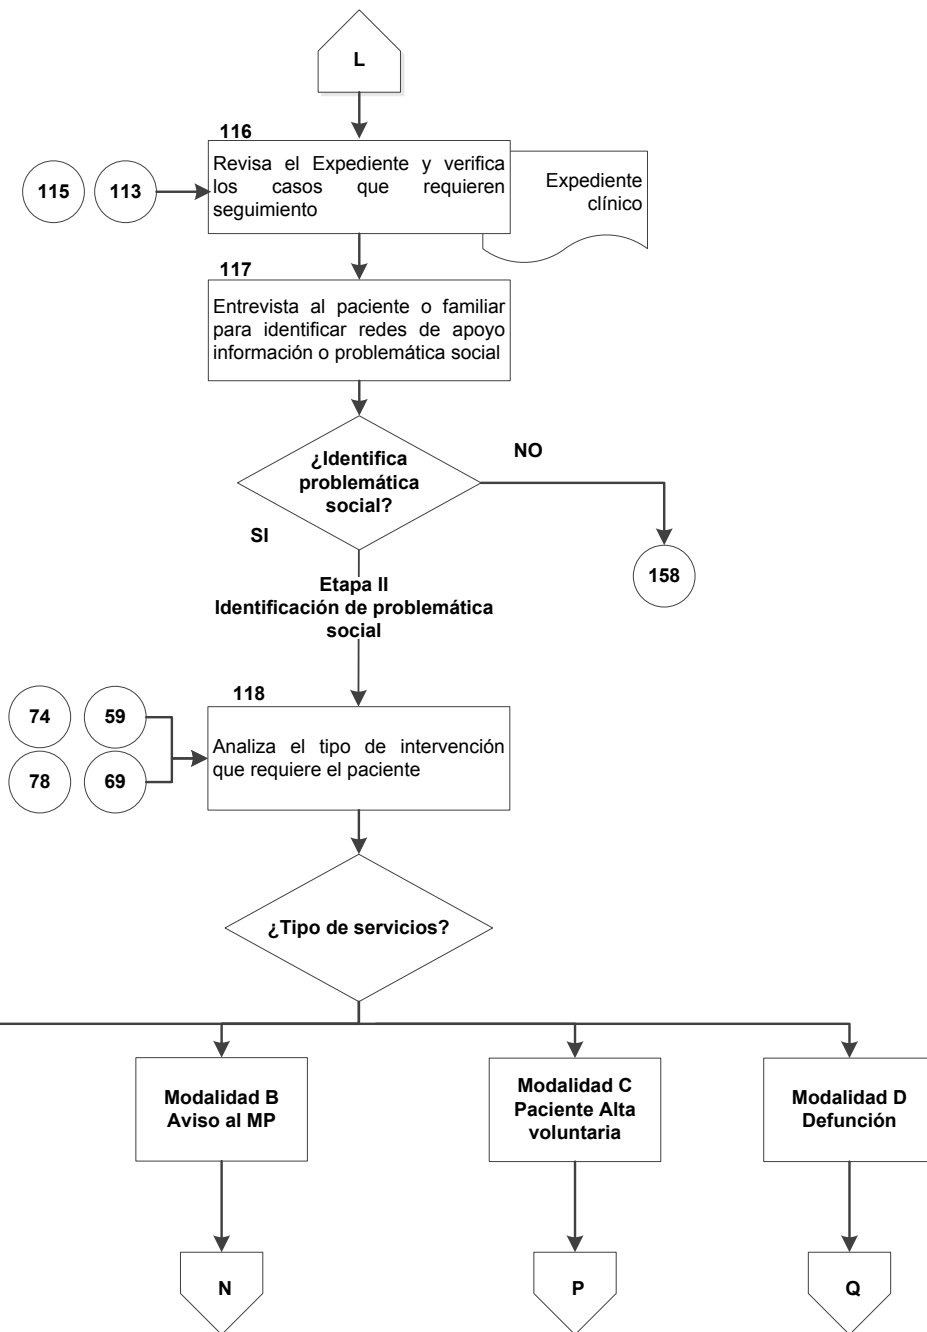 L
116
Revisa el Expediente y verifica
los casos que requieren
seguimiento
Expediente
clínico
115
113
117
Entrevista al paciente o familiar
para identificar redes de apoyo
información o problemática social
¿Identifica
problemática
social?
NO
SI
158
Etapa II
Identificación de problemática
social
118
74
59
Analiza el tipo de intervención
que requiere el paciente
78
69
¿Tipo de servicios?
Modalidad B
Aviso al MP
Modalidad C
Paciente Alta
voluntaria
Modalidad D
Defunción
N
P
Q